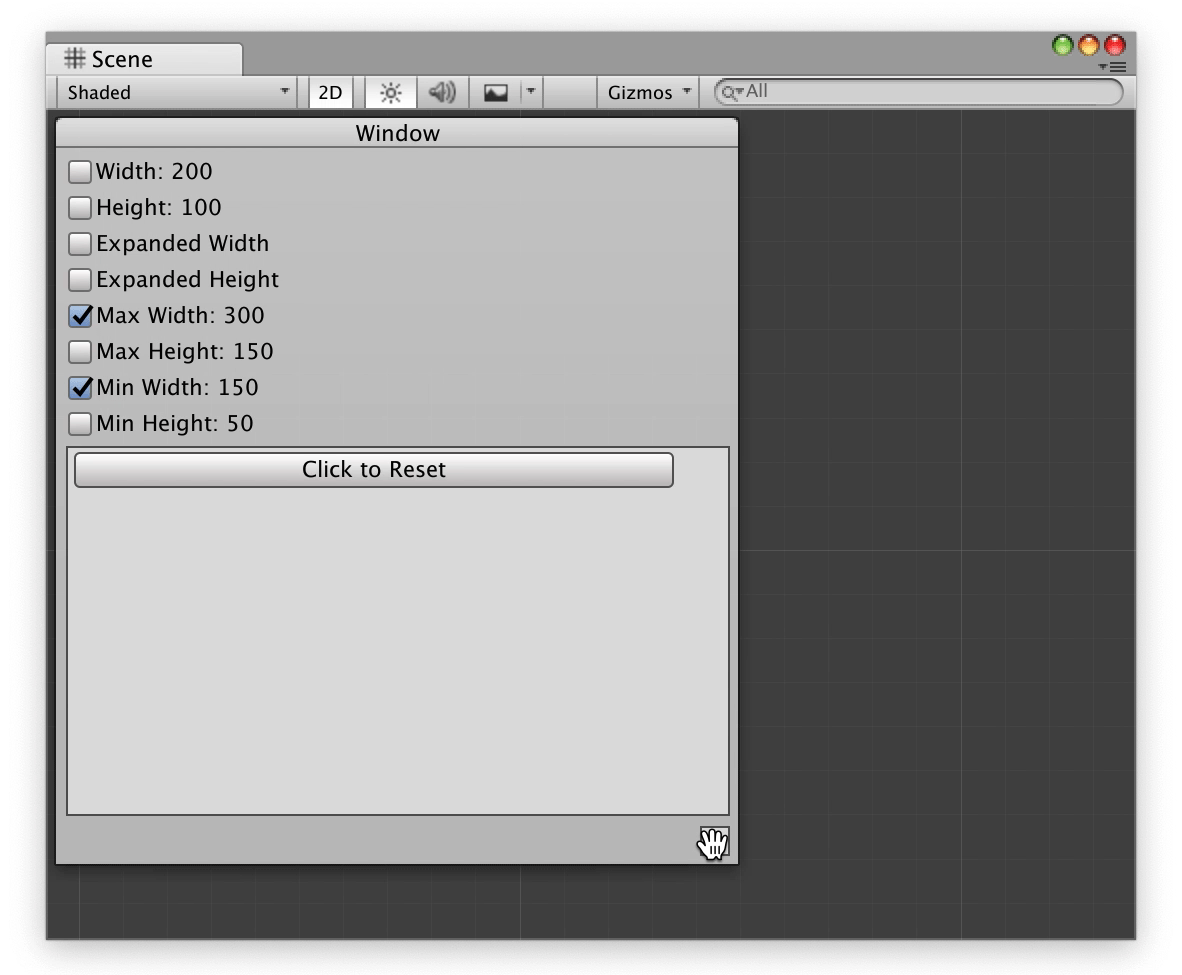 Scene
Shaded 2D Gizmos All
Window
Width: 200
Height: 100
Expanded Width
Expanded Height
Max Width: 300
Max Height: 150
Min Width: 150
Min Height: 50
Click to Reset